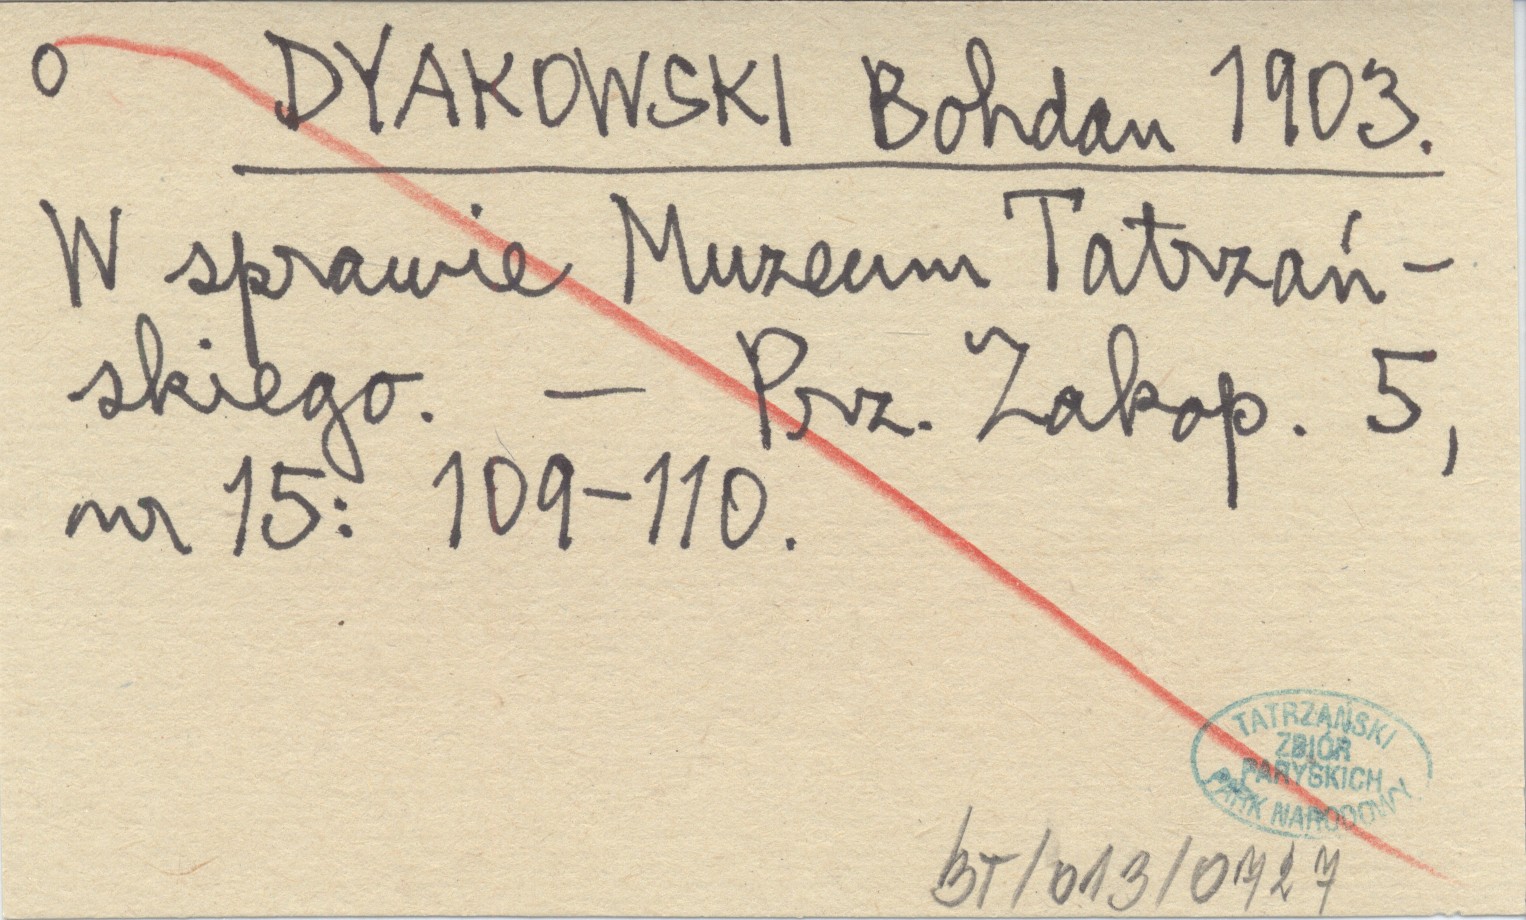 o DYAKOWSKI Bohdan 1903.
W sprawie Muzeum Tatrzań-
skiego. — Prz. Zakop. 5,
nr 15: 109-110.
TATRZAŃSKI
ZBIÓR
PARYSKICH
PARK NARODOWY
BT/013/0727